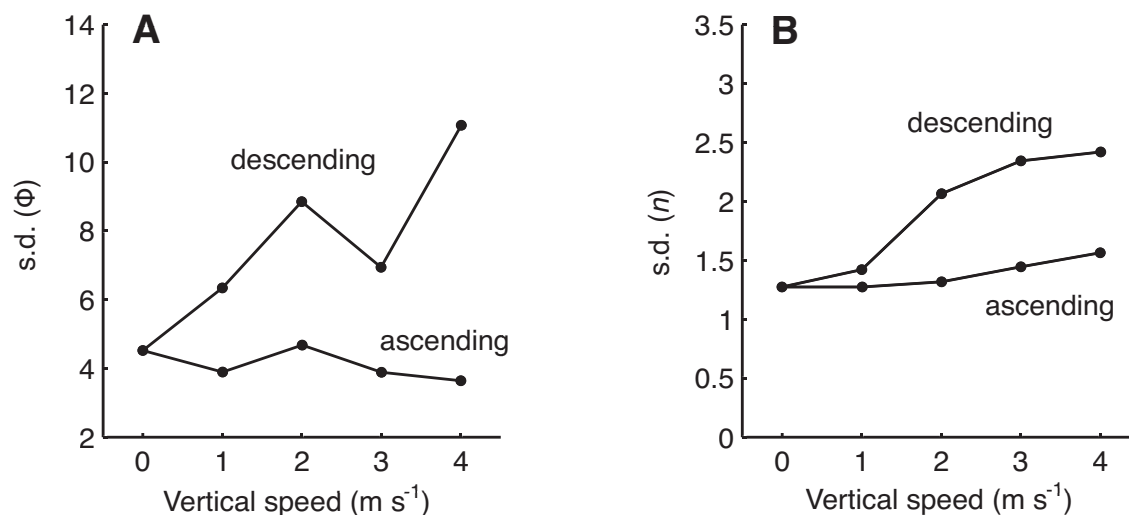 A
14
12
10
8
6
4
2
s.d. (Φ)
descending
ascending
0 1 2 3 4
Vertical speed (m s⁻¹)
B
3.5
3
2.5
2
1.5
1
0.5
0
s.d. (n)
descending
ascending
0 1 2 3 4
Vertical speed (m s⁻¹)